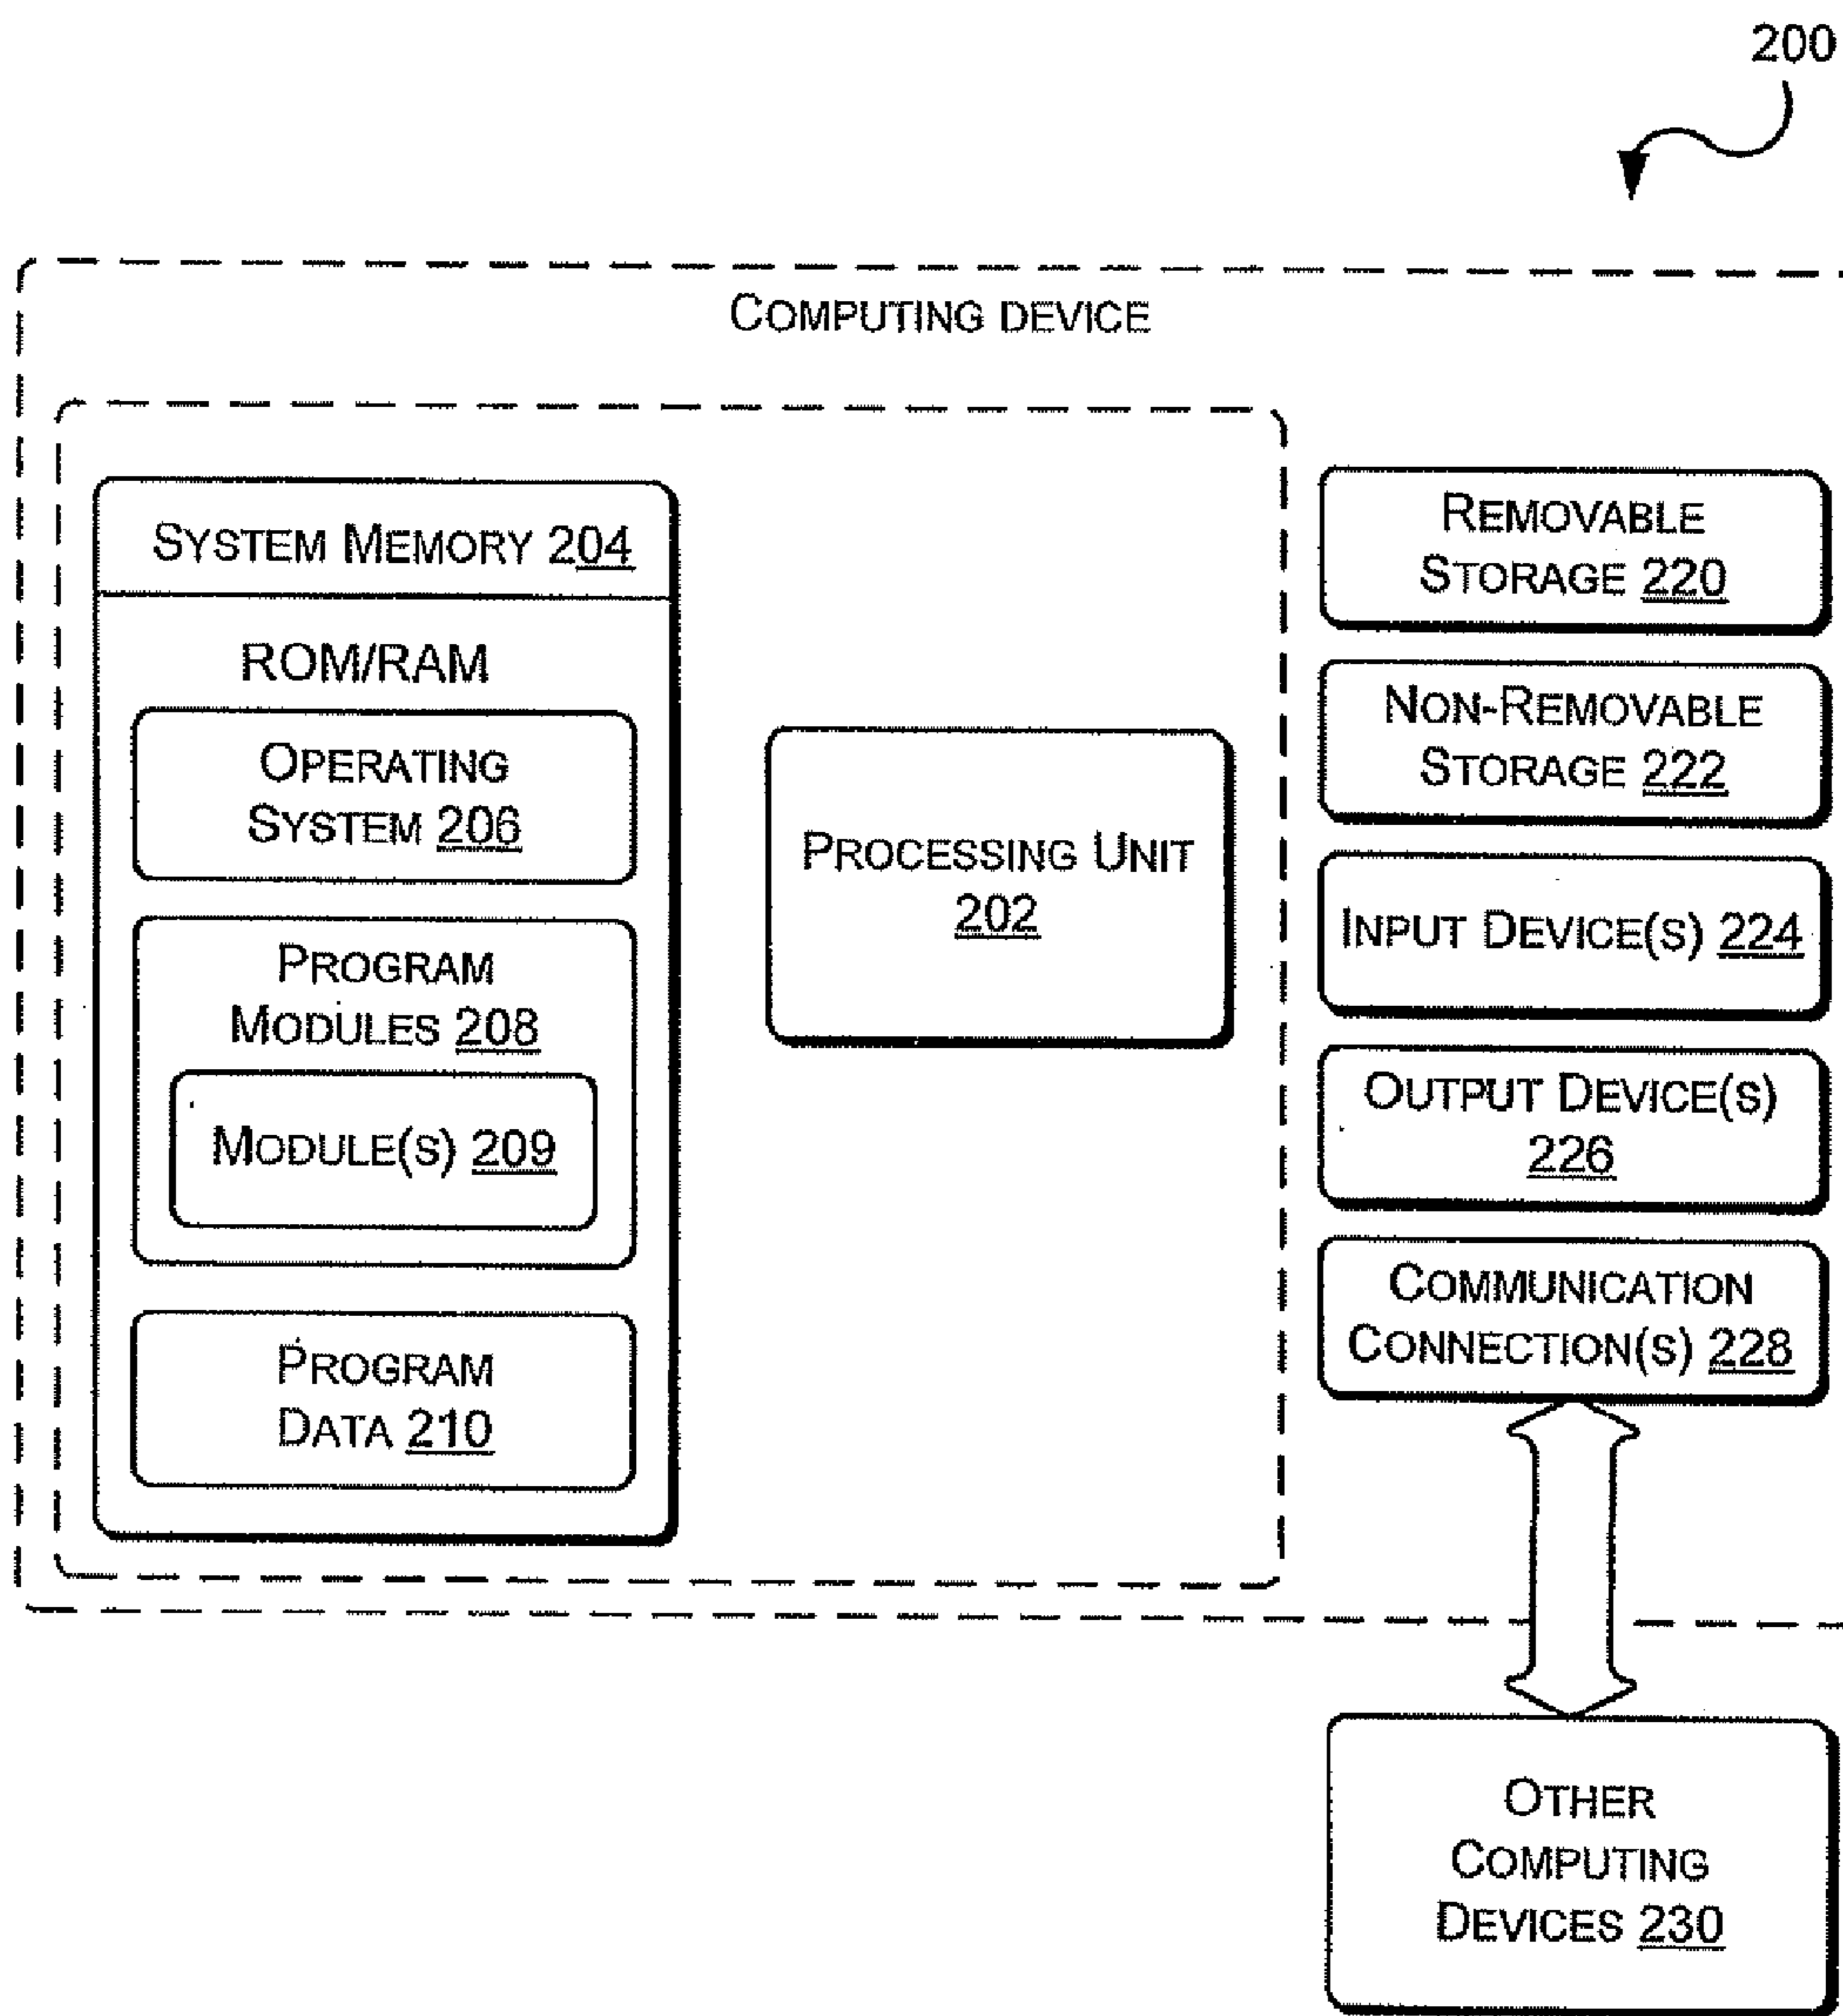 200
COMPUTING DEVICE
SYSTEM MEMORY 204
ROM/RAM
OPERATING
SYSTEM 206
PROGRAM
MODULES 208
MODULE(S) 209
PROGRAM
DATA 210
PROCESSING UNIT
202
REMOVABLE
STORAGE 220
NON-REMOVABLE
STORAGE 222
INPUT DEVICE(S) 224
OUTPUT DEVICE(S)
226
COMMUNICATION
CONNECTION(S) 228
OTHER
COMPUTING
DEVICES 230